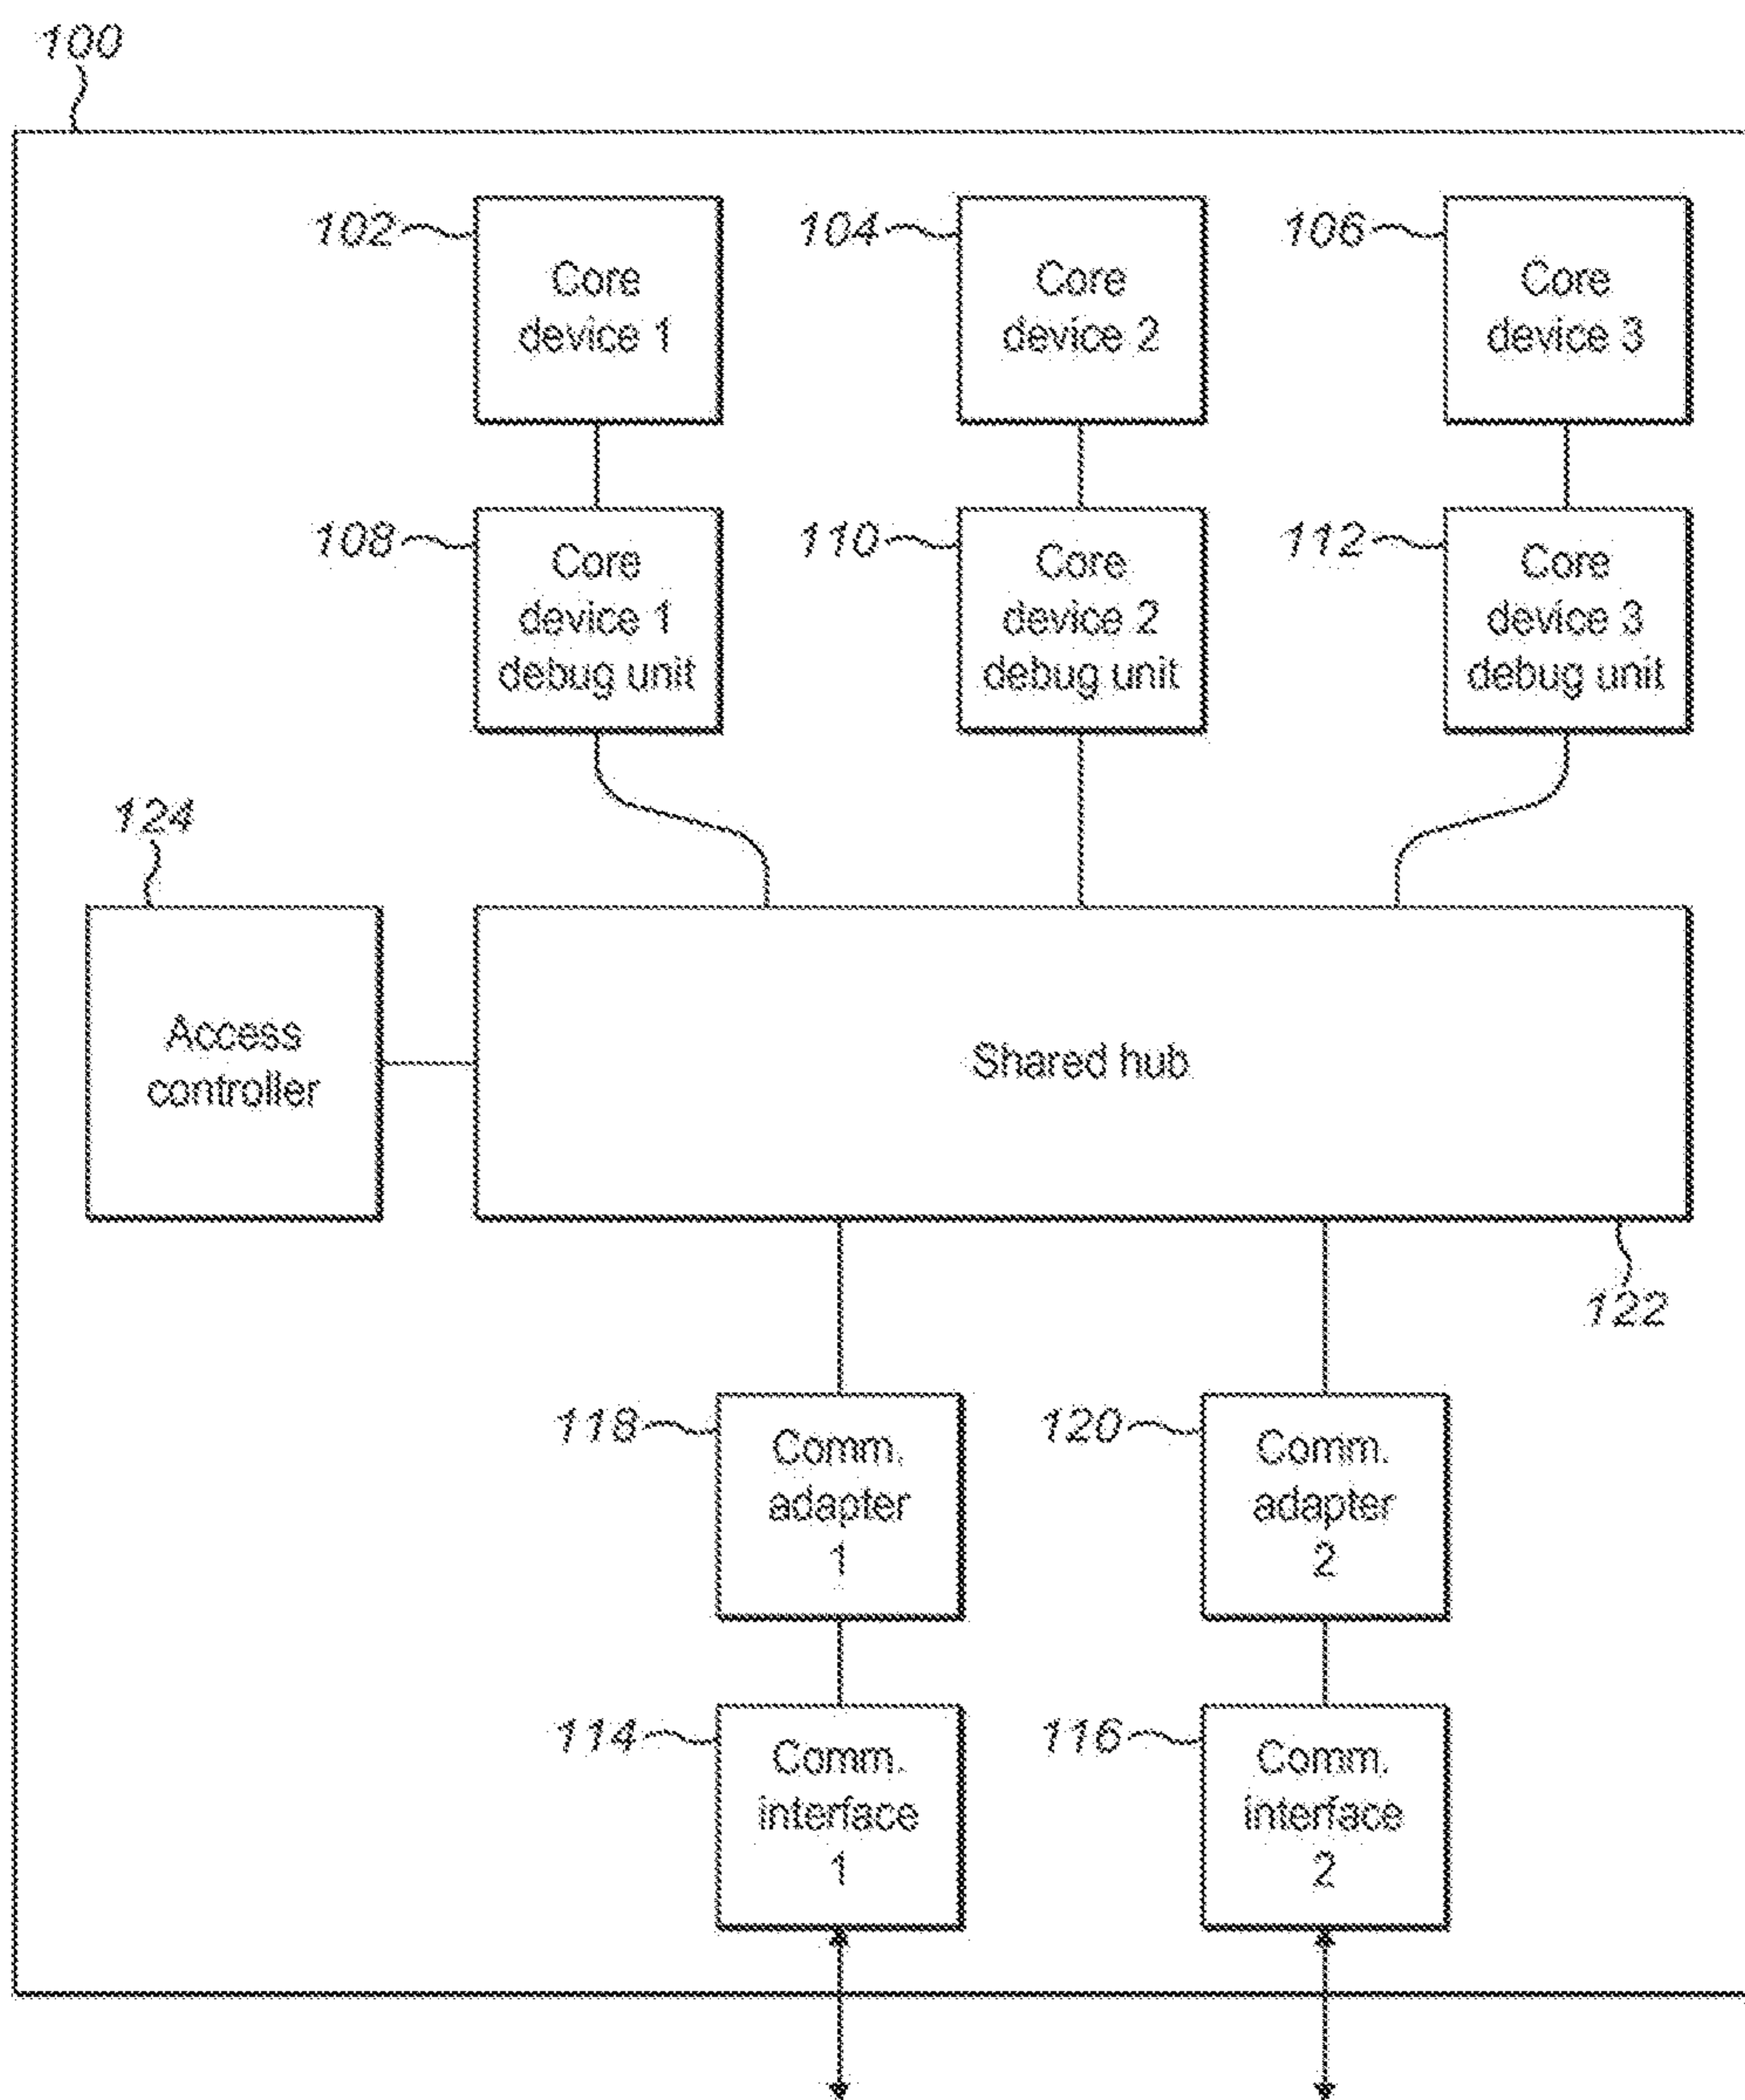 100
102
Core
device 1
104
Core
device 2
106
Core
device 3
108
Core
device 1
debug unit
110
Core
device 2
debug unit
112
Core
device 3
debug unit
124
Access
controller
Shared hub
122
118
Comm.
adapter
1
120
Comm.
adapter
2
114
Comm.
interface
1
116
Comm.
interface
2